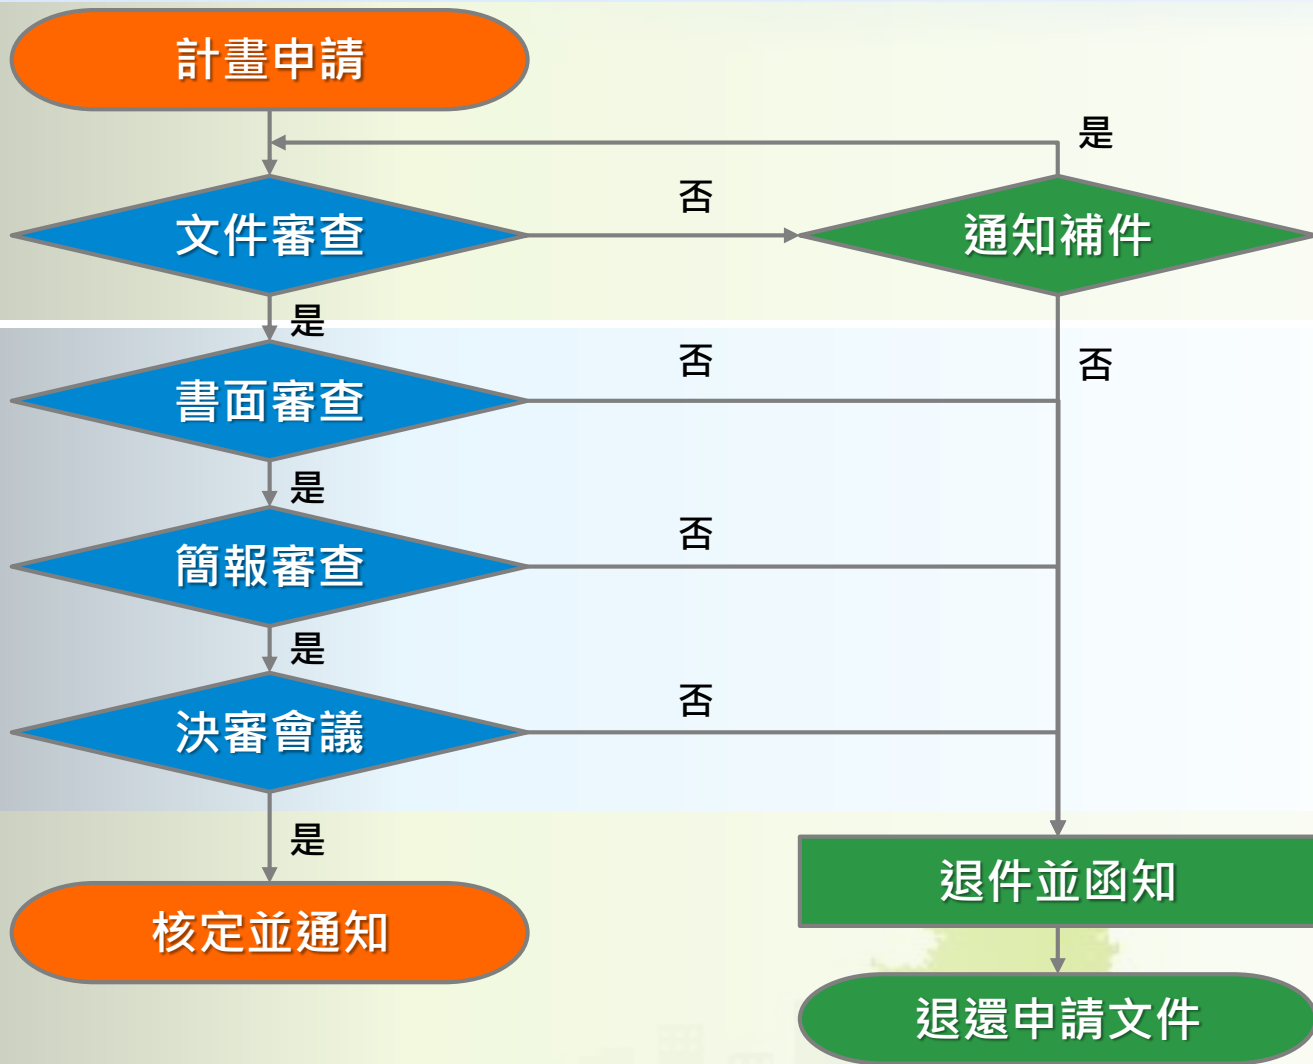 計畫申請
是
否
文件審查
通知補件
是
否
否
書面審查
是
否
簡報審查
是
否
決審會議
是
退件並函知
核定並通知
退還申請文件